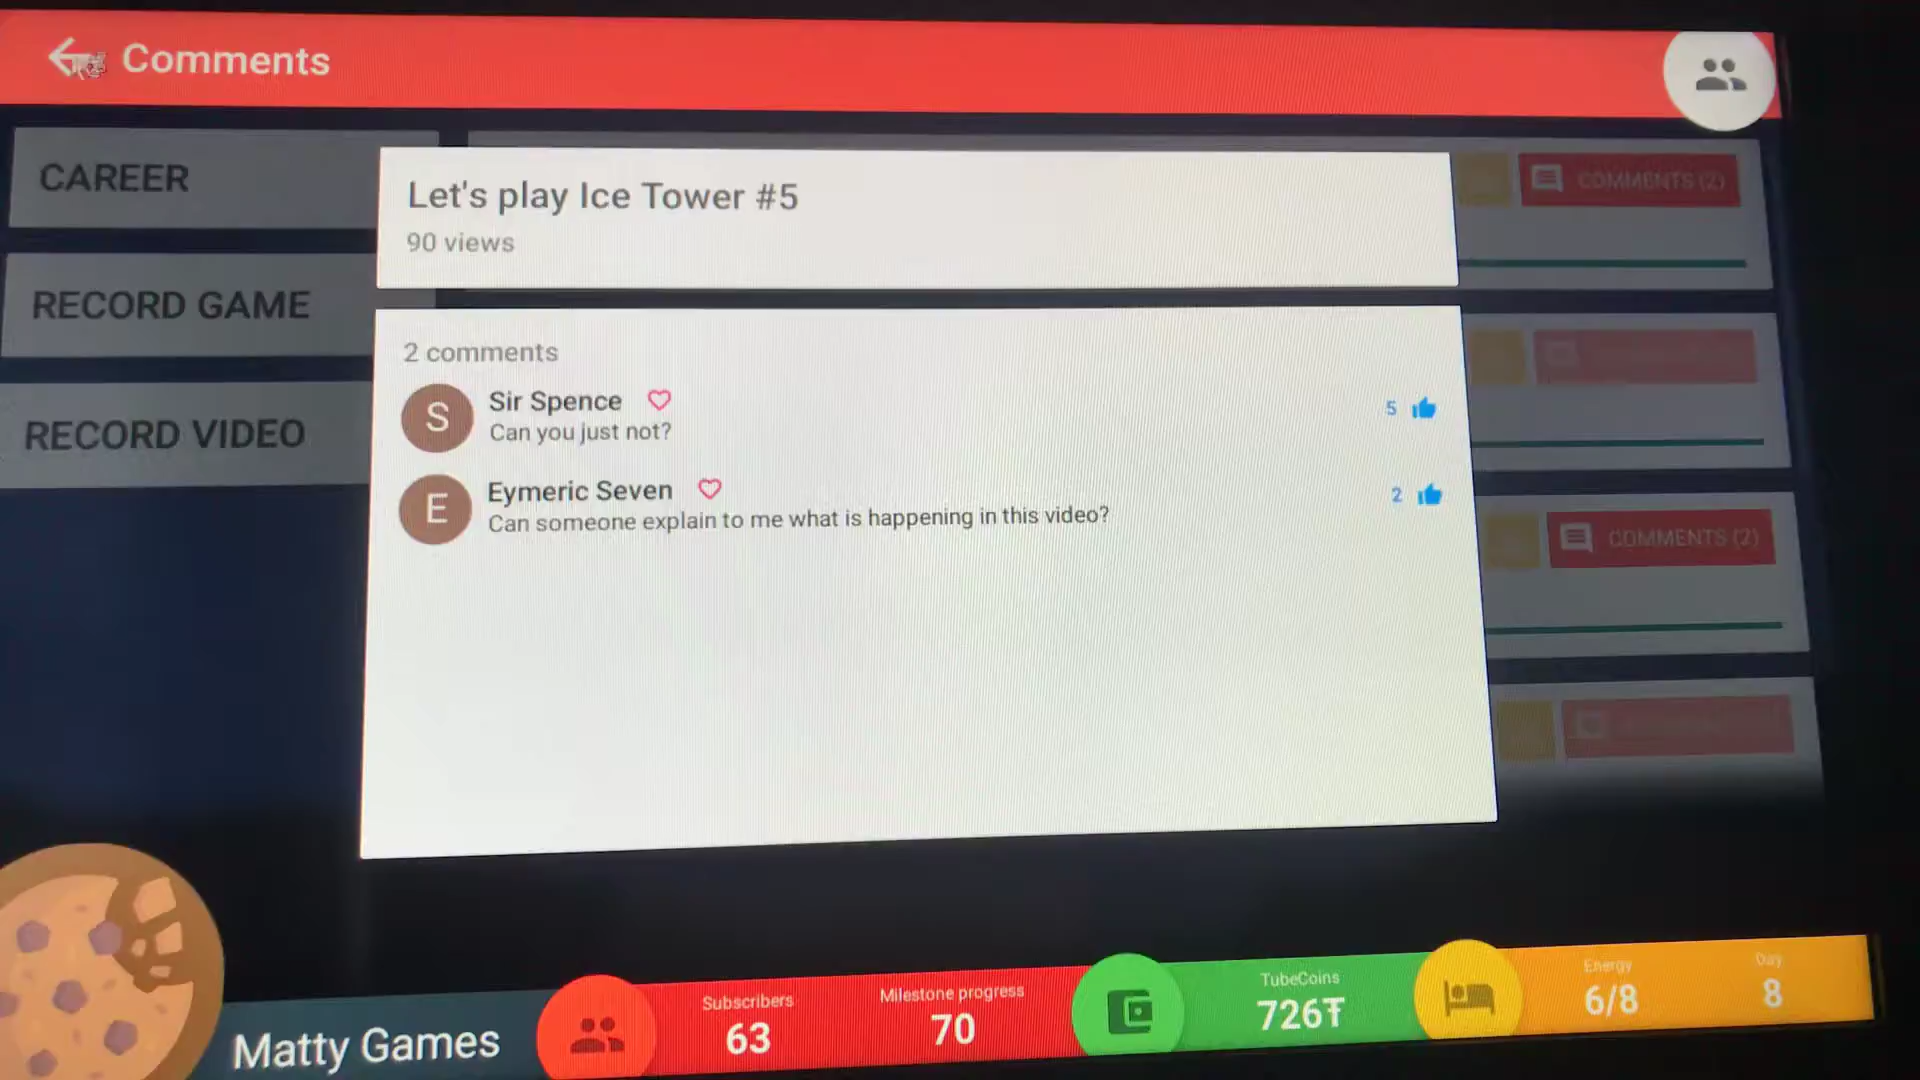 Comments
CAREER
RECORD GAME
RECORD VIDEO
Let's play Ice Tower #5
90 views
COMMENTS (2)
2 comments
S
Sir Spence
Can you just not?
5
E
Eymeric Seven
Can someone explain to me what is happening in this video?
2
COMMENTS (2)
Matty Games
Subscribers
63
Milestone progress
70
TubeCoins
726Ŧ
Energy
6/8
Day
8